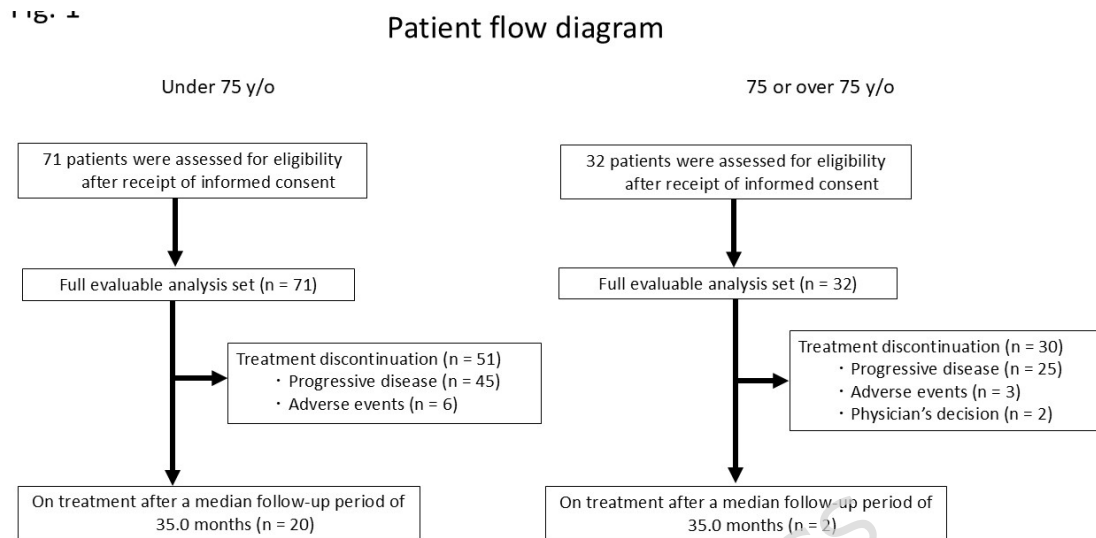 Fig. 1
Patient flow diagram
Under 75 y/o
71 patients were assessed for eligibility
after receipt of informed consent
Full evaluable analysis set (n = 71)
Treatment discontinuation (n = 51)
・ Progressive disease (n = 45)
・ Adverse events (n = 6)
On treatment after a median follow-up period of
35.0 months (n = 20)
75 or over 75 y/o
32 patients were assessed for eligibility
after receipt of informed consent
Full evaluable analysis set (n = 32)
Treatment discontinuation (n = 30)
・ Progressive disease (n = 25)
・ Adverse events (n = 3)
・ Physician’s decision (n = 2)
On treatment after a median follow-up period of
35.0 months (n = 2)